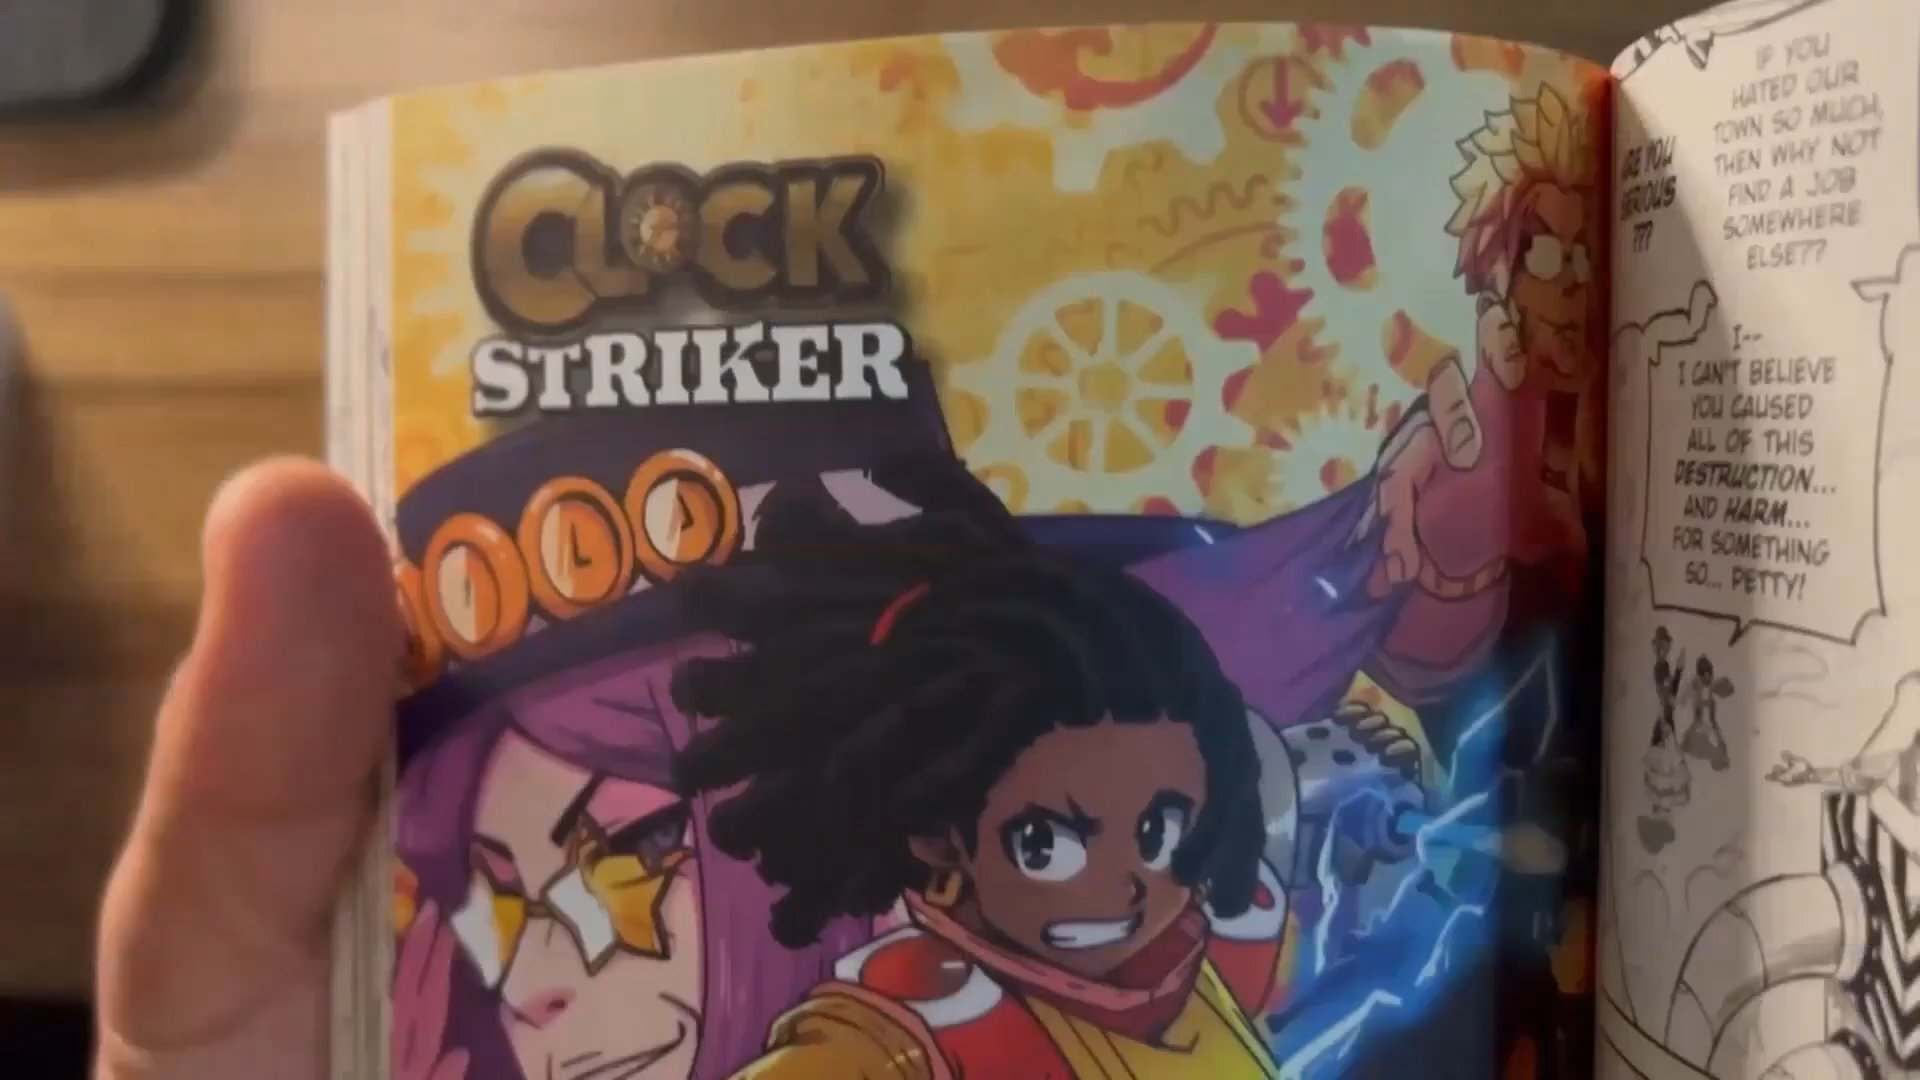 CLOCK
STRIKER
ARE YOU
SERIOUS
???
IF YOU
HATED OUR
TOWN SO MUCH,
THEN WHY NOT
FIND A JOB
SOMEWHERE
ELSE??
I--
I CAN'T BELIEVE
YOU CAUSED
ALL OF THIS
DESTRUCTION...
AND HARM...
FOR SOMETHING
SO... PETTY!